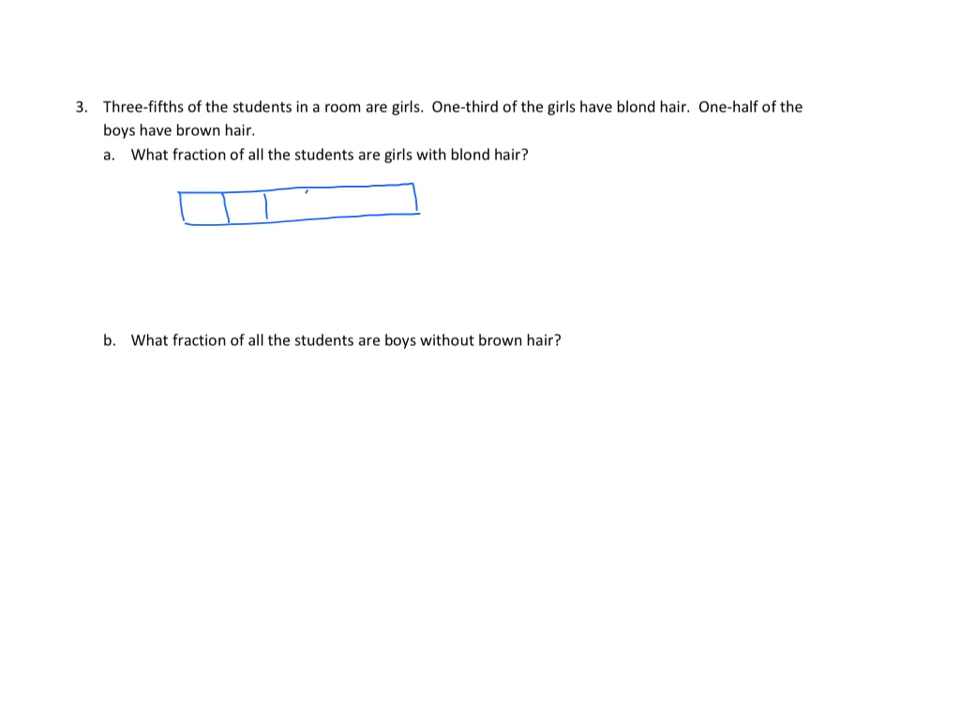 3. Three-fifths of the students in a room are girls. One-third of the girls have blond hair. One-half of the
boys have brown hair.
a. What fraction of all the students are girls with blond hair?
b. What fraction of all the students are boys without brown hair?